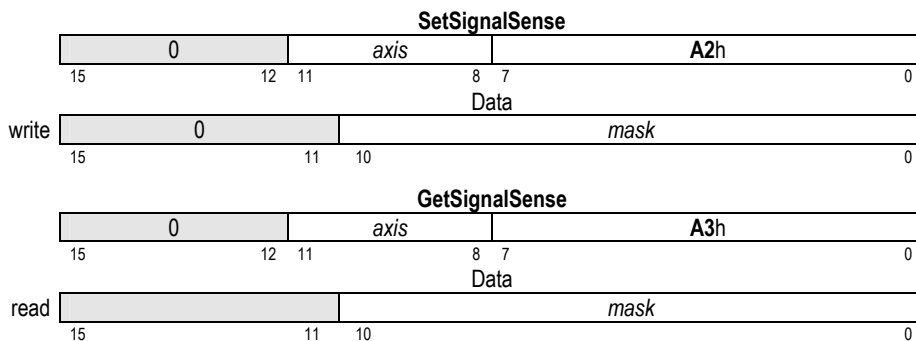 SetSignalSense
0 axis A2h
15 12 11 8 7 0
Data
write 0 mask
15 11 10 0
GetSignalSense
0 axis A3h
15 12 11 8 7 0
Data
read mask
15 11 10 0